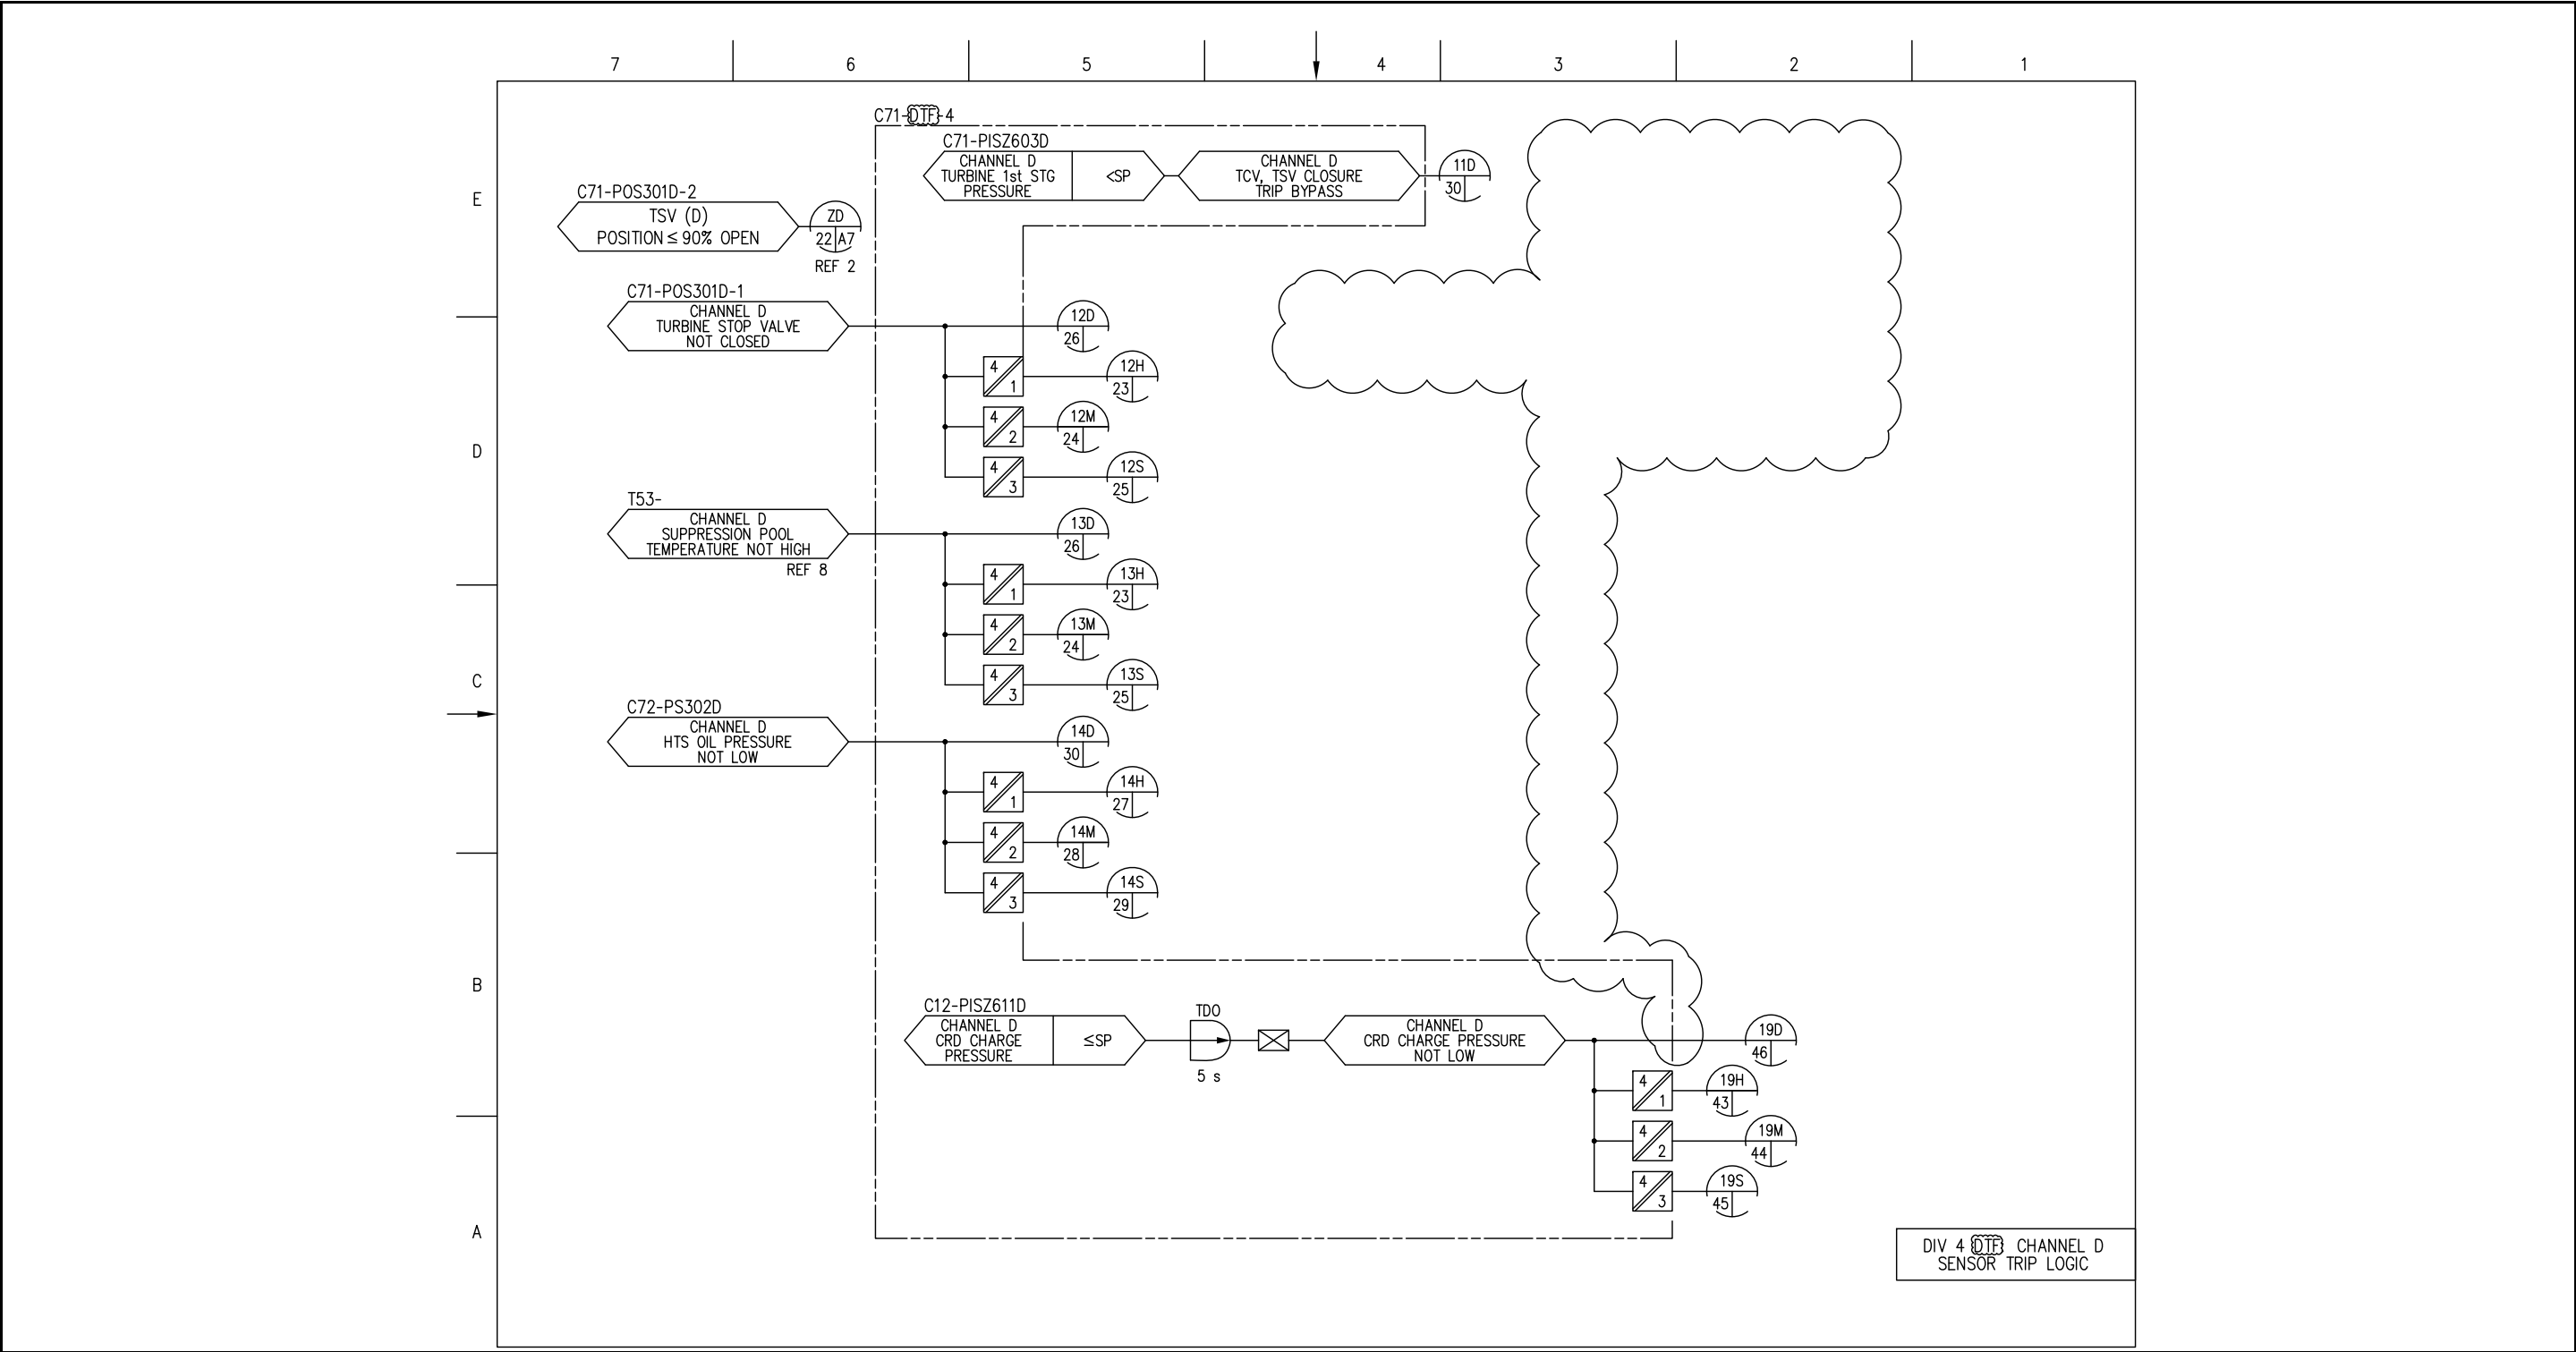 7 6 5 4 3 2 1
C71-DTF-4
C71-PISZ603D
CHANNEL D
TURBINE 1st STG
PRESSURE
<SP
CHANNEL D
TCV, TSV CLOSURE
TRIP BYPASS
11D
30
E
C71-POS301D-2
TSV (D)
POSITION ≤ 90% OPEN
ZD
22 A7
REF 2
C71-POS301D-1
CHANNEL D
TURBINE STOP VALVE
NOT CLOSED
12D
26
4
1
12H
23
4
2
12M
24
D
4
3
12S
25
T53-
CHANNEL D
SUPPRESSION POOL
TEMPERATURE NOT HIGH
REF 8
13D
26
4
1
13H
23
4
2
13M
24
C
4
3
13S
25
C72-PS302D
CHANNEL D
HTS OIL PRESSURE
NOT LOW
14D
30
4
1
14H
27
4
2
14M
28
4
3
14S
29
B
C12-PISZ611D
CHANNEL D
CRD CHARGE
PRESSURE
≤SP
TDO
5 s
CHANNEL D
CRD CHARGE PRESSURE
NOT LOW
19D
46
4
1
19H
43
4
2
19M
44
4
3
19S
45
A
DIV 4 DTF CHANNEL D
SENSOR TRIP LOGIC